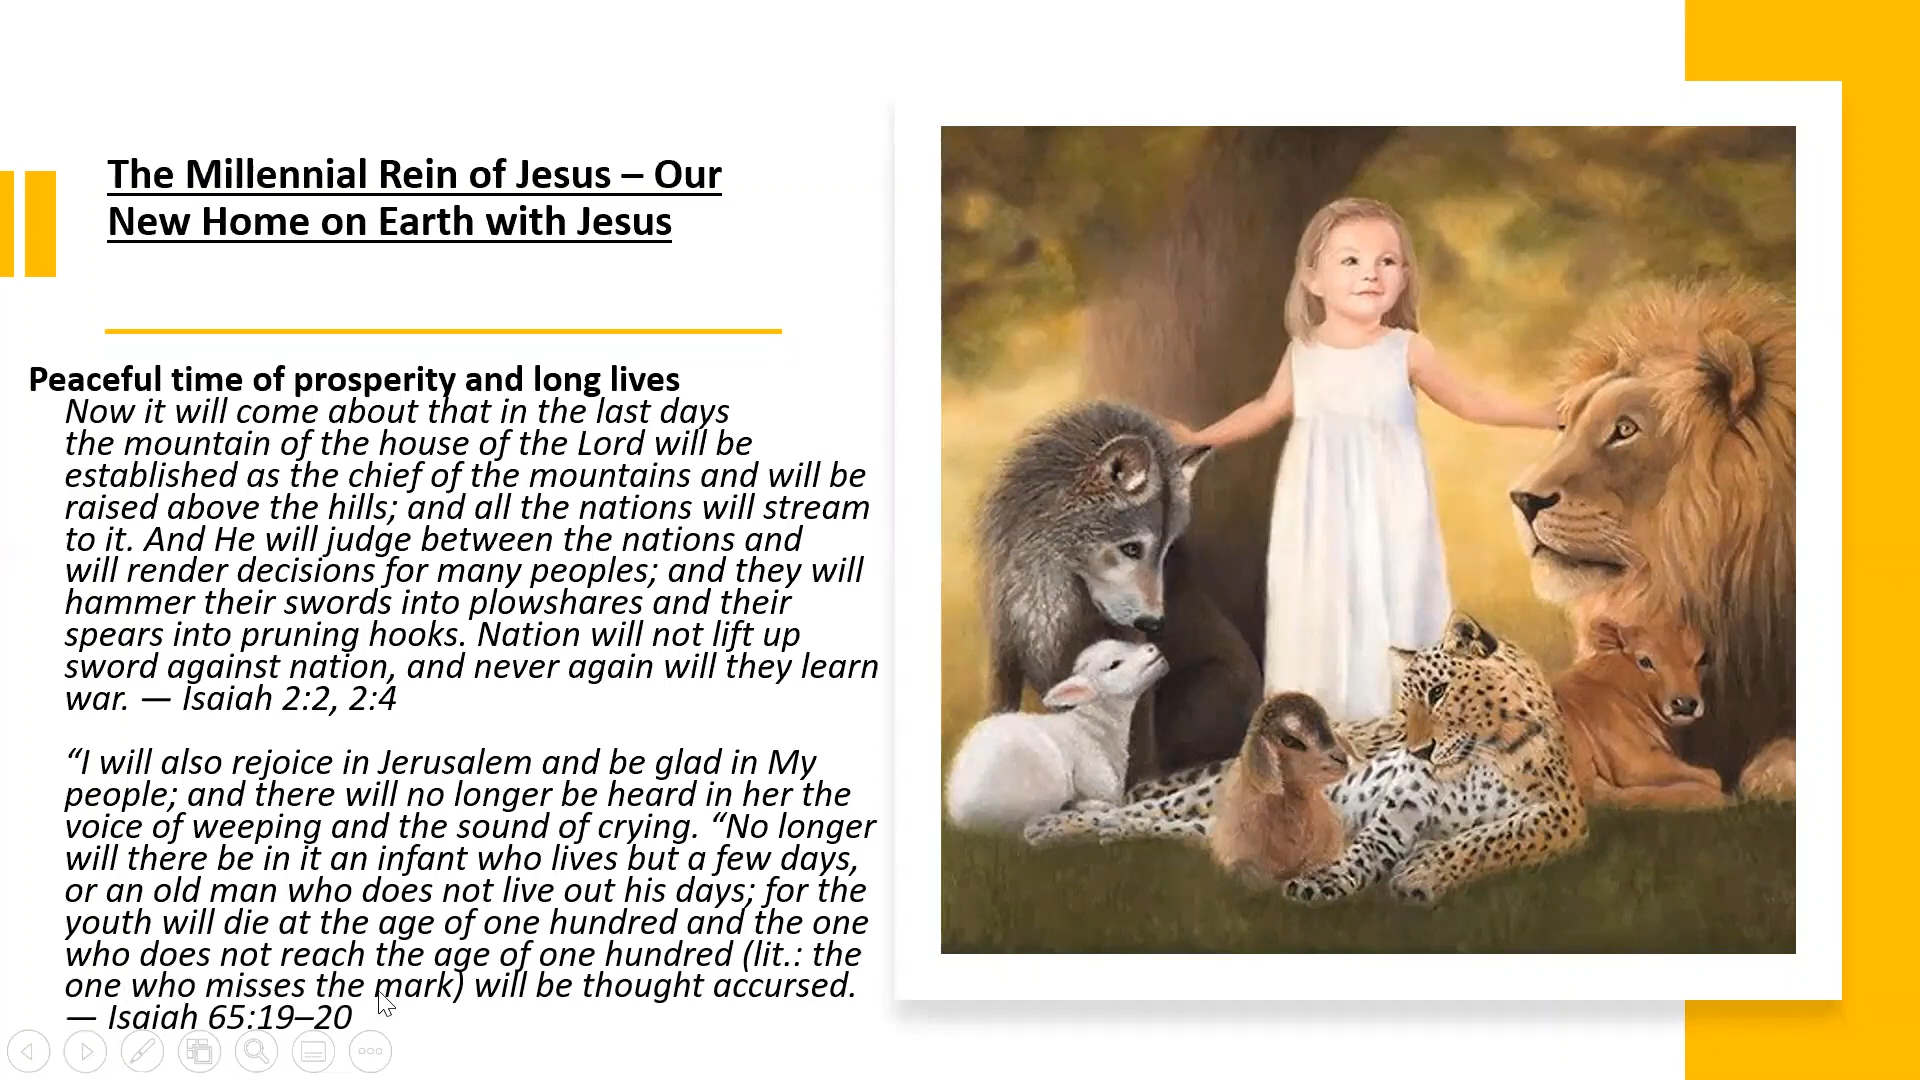 The Millennial Rein of Jesus – Our
New Home on Earth with Jesus
Peaceful time of prosperity and long lives
Now it will come about that in the last days
the mountain of the house of the Lord will be
established as the chief of the mountains and will be
raised above the hills; and all the nations will stream
to it. And He will judge between the nations and
will render decisions for many peoples; and they will
hammer their swords into plowshares and their
spears into pruning hooks. Nation will not lift up
sword against nation, and never again will they learn
war. — Isaiah 2:2, 2:4
“I will also rejoice in Jerusalem and be glad in My
people; and there will no longer be heard in her the
voice of weeping and the sound of crying. “No longer
will there be in it an infant who lives but a few days,
or an old man who does not live out his days; for the
youth will die at the age of one hundred and the one
who does not reach the age of one hundred (lit.: the
one who misses the mark) will be thought accursed.
— Isaiah 65:19–20